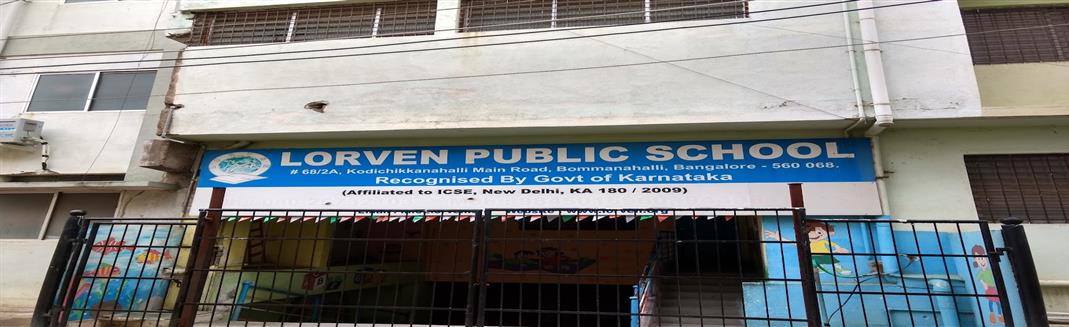 LORVEN PUBLIC SCHOOL
# 68/2A, Kodichikkanahalli Main Road, Bommanahalli, Bangalore - 560 068.
Recognised By Govt of Karnataka
(Affiliated to ICSE, New Delhi, KA 180 / 2009)